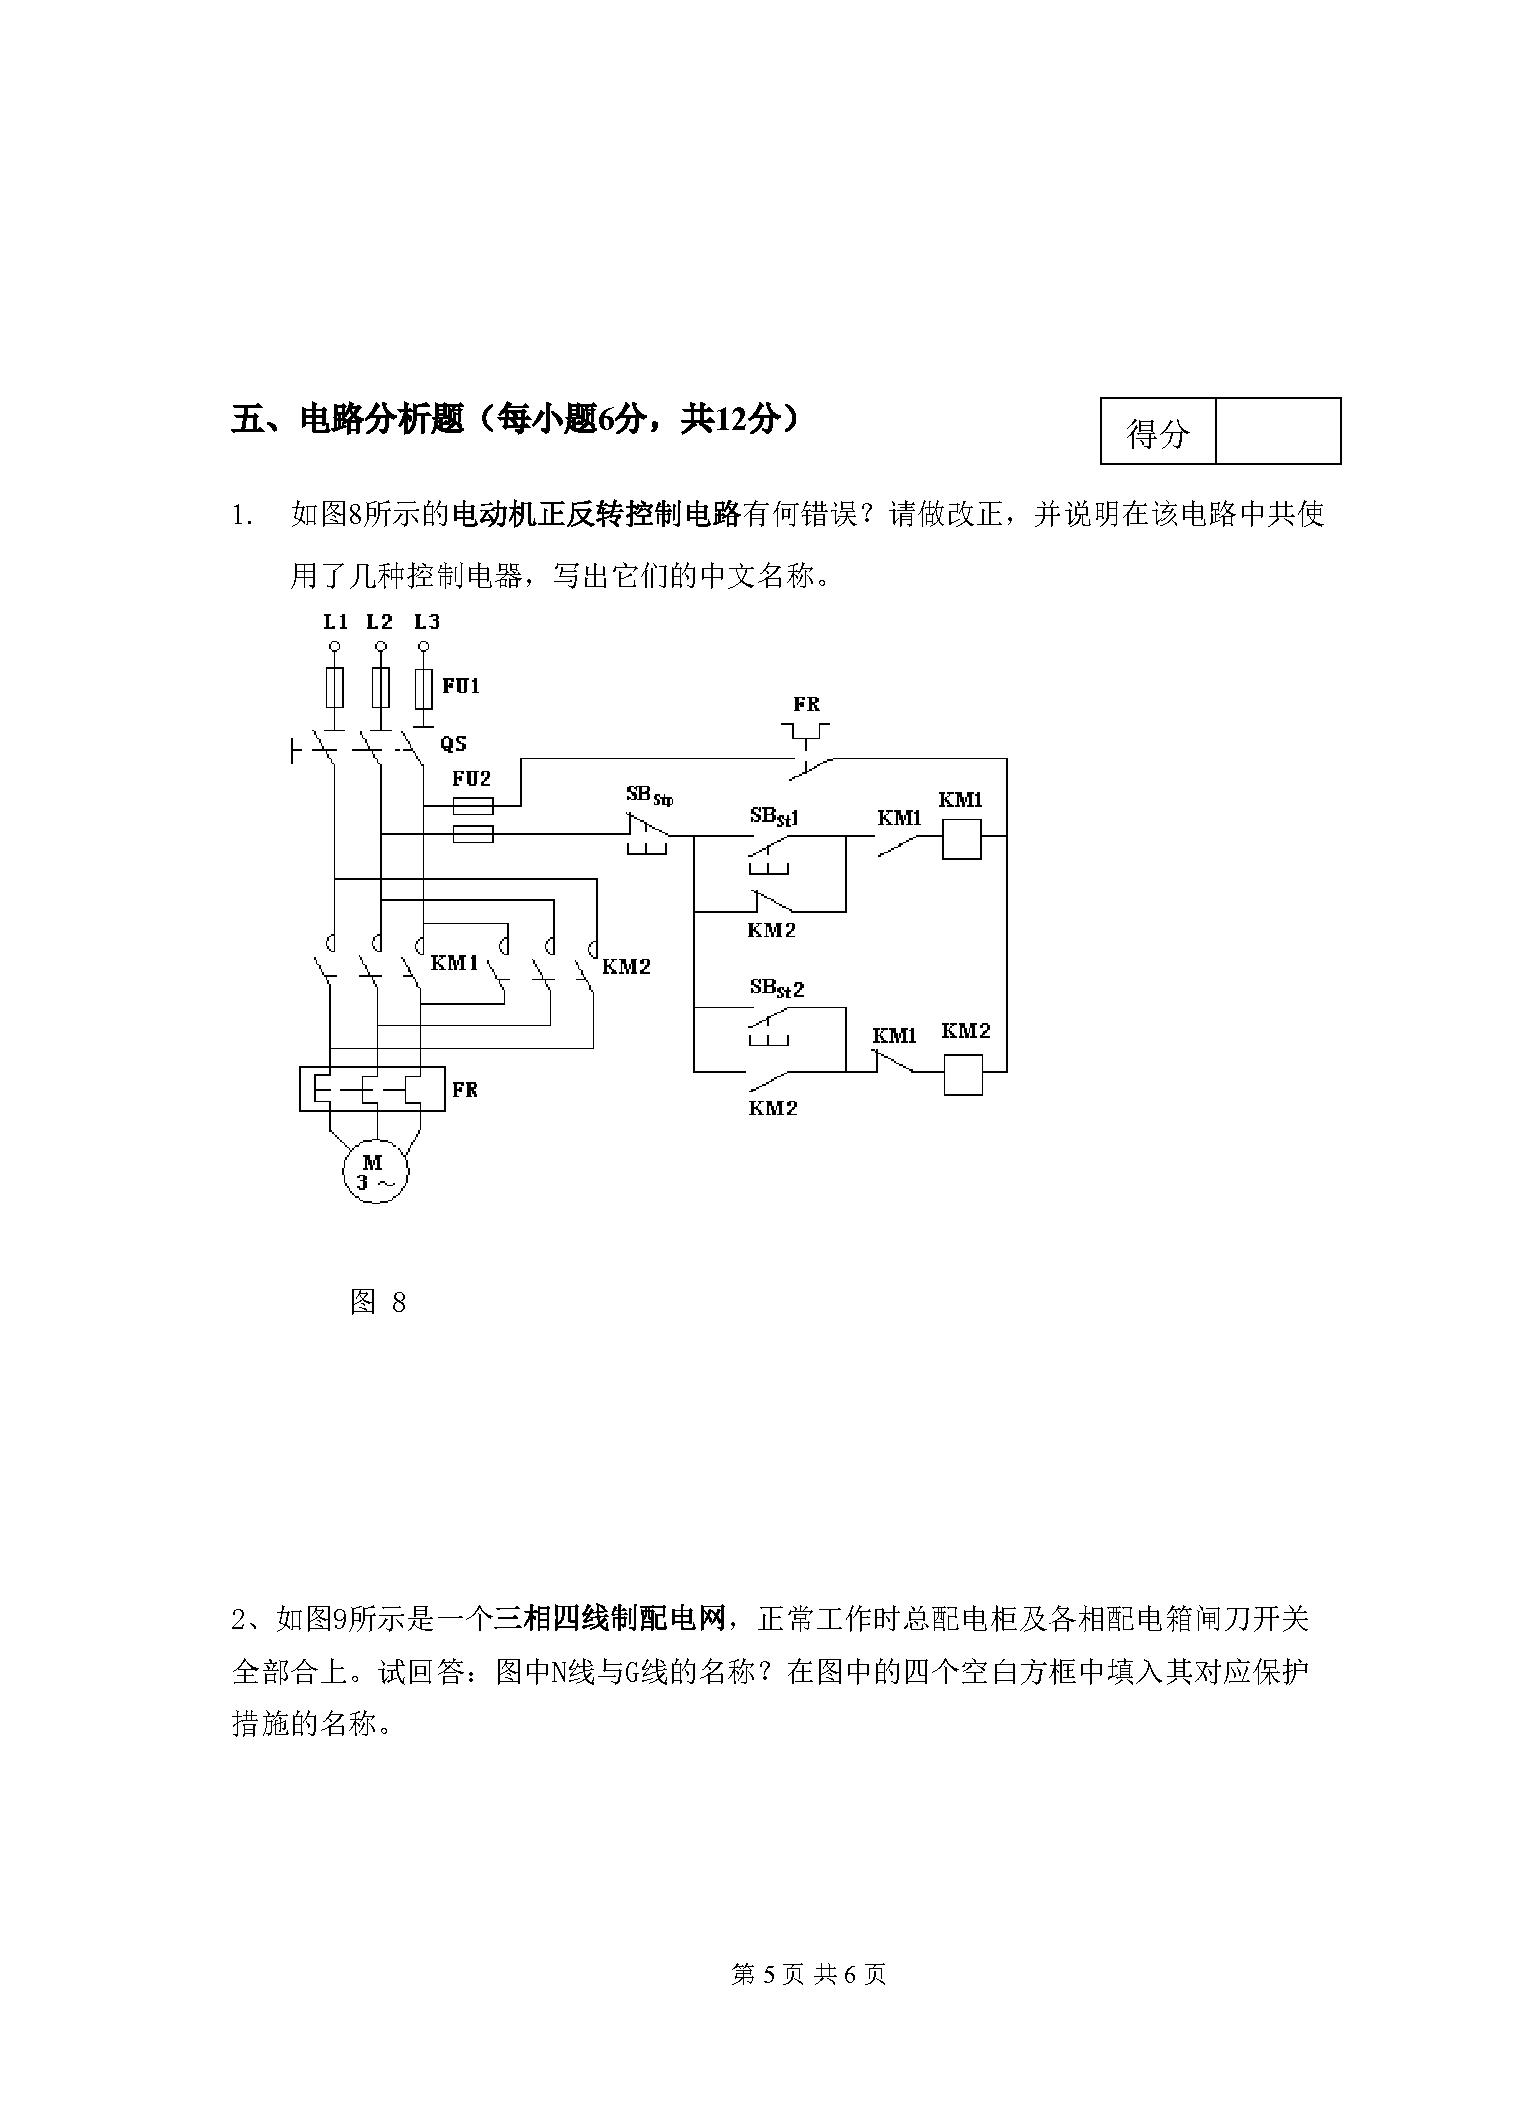 五、电路分析题（每小题6分，共12分）
得分
1. 如图8所示的电动机正反转控制电路有何错误？请做改正，并说明在该电路中共使
用了几种控制电器，写出它们的中文名称。
L1 L2 L3
FU1
FR
QS
FU2
SBStp
SBSt1
KM1
KM1
KM2
KM1
KM2
SBSt2
KM1
KM2
FR
KM2
M
3 ～
图 8
2、如图9所示是一个三相四线制配电网，正常工作时总配电柜及各相配电箱闸刀开关
全部合上。试回答：图中N线与G线的名称？在图中的四个空白方框中填入其对应保护
措施的名称。
第 5 页 共 6 页